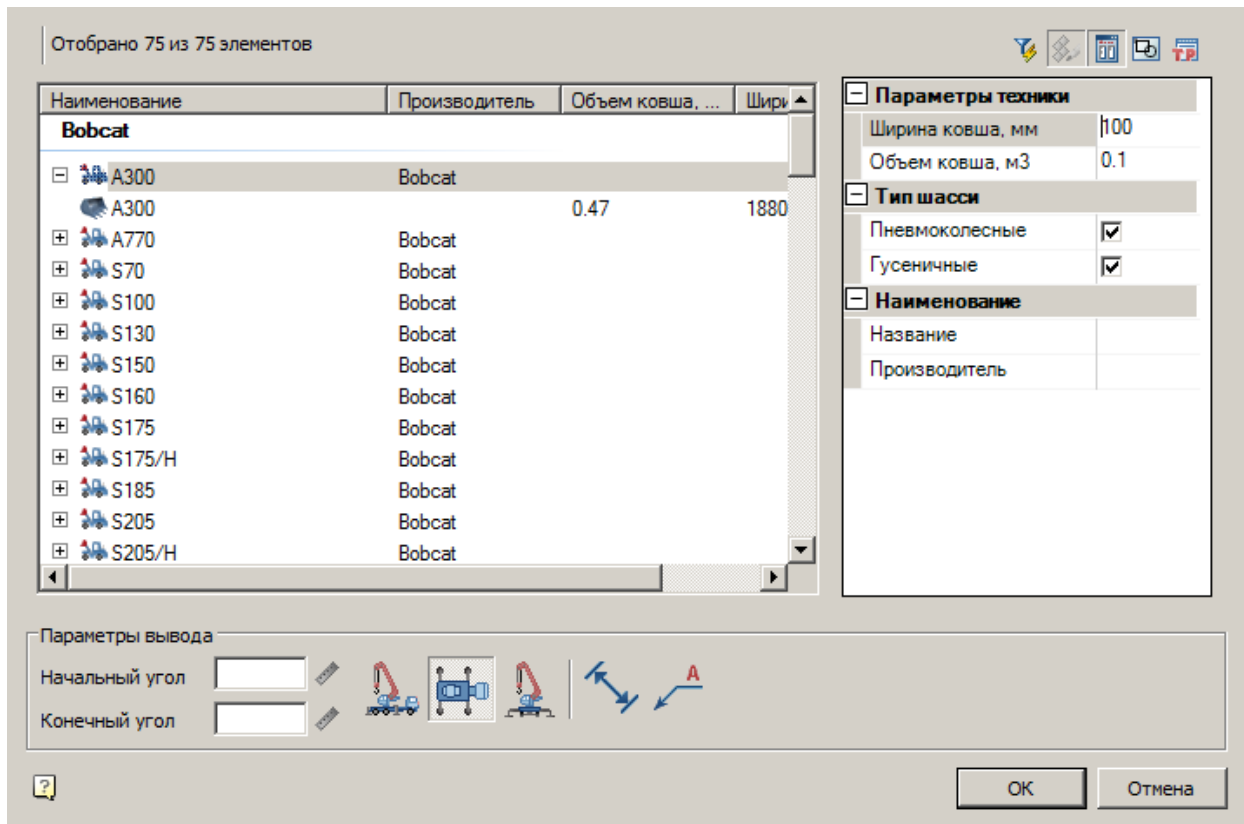 Отобрано 75 из 75 элементов
T.P.
Наименование Производитель Объем ковша, ... Шири
Bobcat
A300 Bobcat
A300 0.47 1880
A770 Bobcat
S70 Bobcat
S100 Bobcat
S130 Bobcat
S150 Bobcat
S160 Bobcat
S175 Bobcat
S175/H Bobcat
S185 Bobcat
S205 Bobcat
S205/H Bobcat
Параметры техники
Ширина ковша, мм 100
Объем ковша, м3 0.1
Тип шасси
Пневмоколесные
Гусеничные
Наименование
Название
Производитель
Параметры вывода
Начальный угол
Конечный угол
A
?
OK Отмена